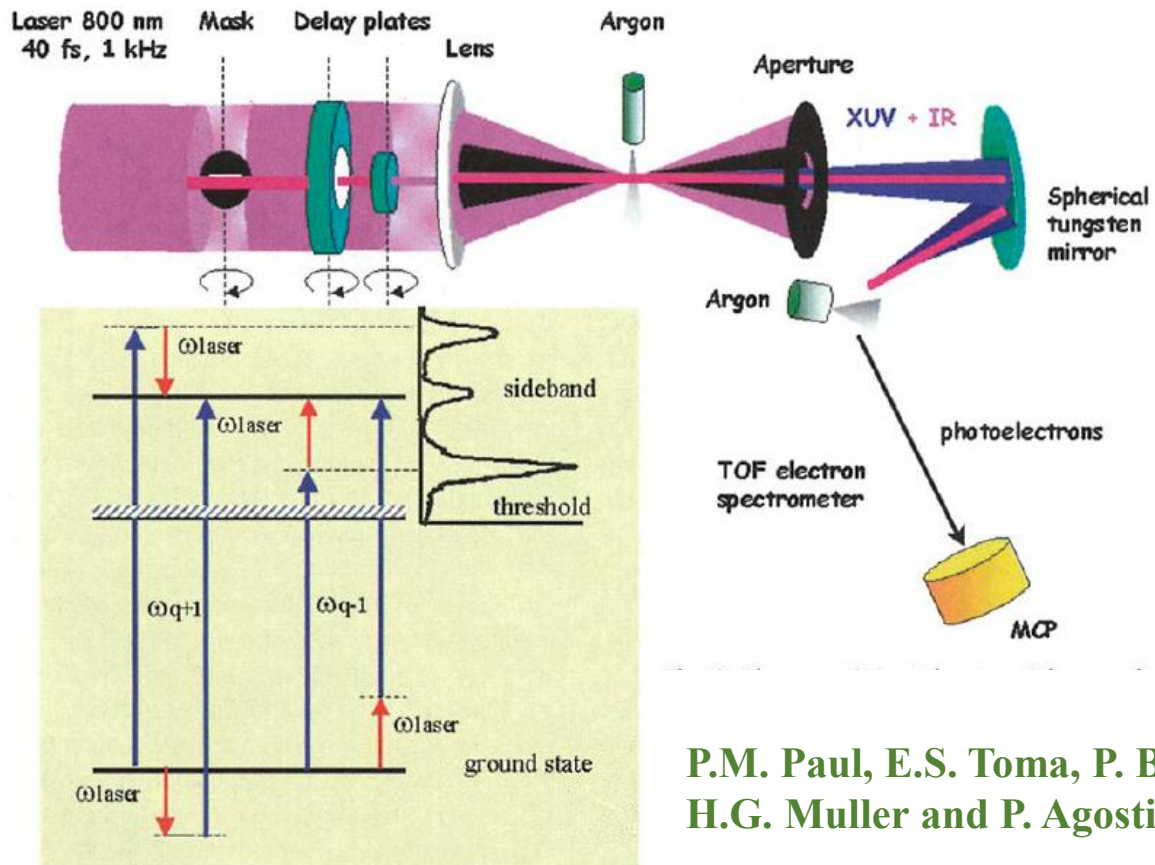 Laser 800 nm
40 fs, 1 kHz
Mask
Delay plates
Lens
Argon
Aperture
XUV + IR
Spherical
tungsten
mirror
Argon
photoelectrons
TOF electron
spectrometer
MCP
ωlaser
ωlaser
sideband
threshold
ωq+1
ωq-1
ωlaser
ground state
ωlaser
P.M. Paul, E.S. Toma, P. B
H.G. Muller and P. Agosti